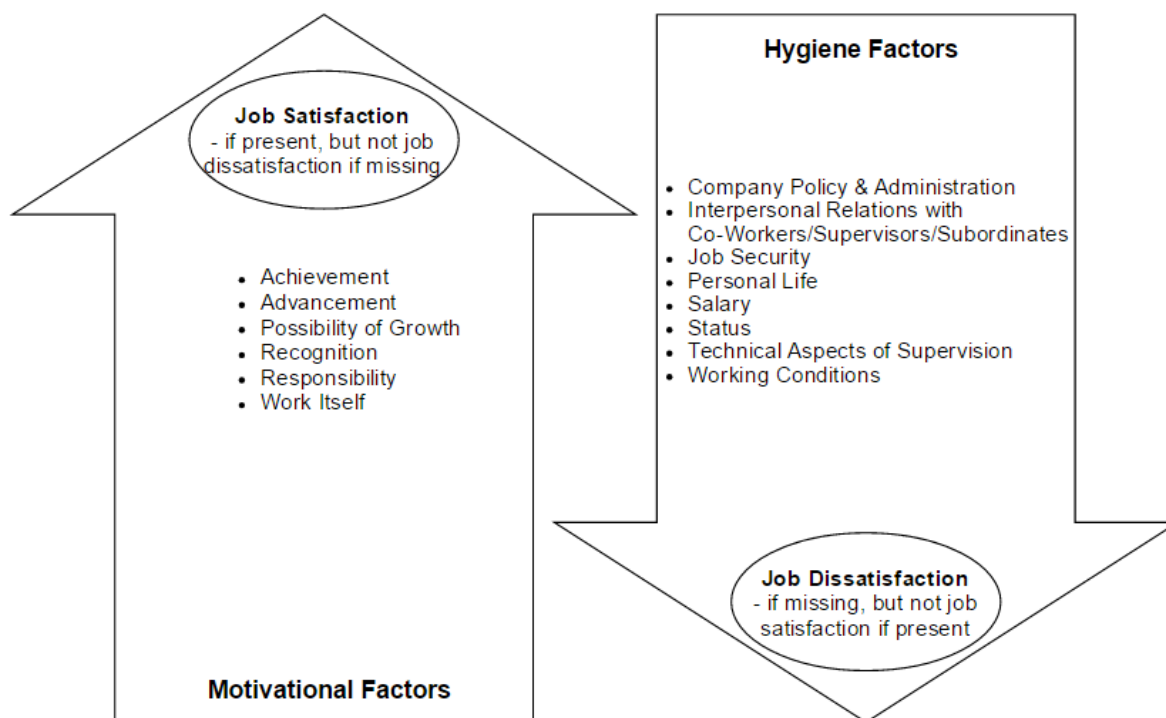 Job Satisfaction
- if present, but not job
dissatisfaction if missing
• Achievement
• Advancement
• Possibility of Growth
• Recognition
• Responsibility
• Work Itself
Motivational Factors
Hygiene Factors
• Company Policy & Administration
• Interpersonal Relations with
Co-Workers/Supervisors/Subordinates
• Job Security
• Personal Life
• Salary
• Status
• Technical Aspects of Supervision
• Working Conditions
Job Dissatisfaction
- if missing, but not job
satisfaction if present